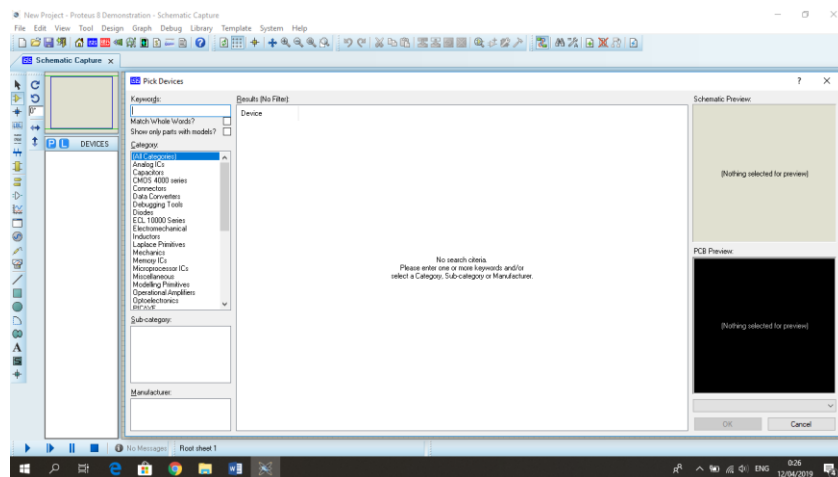 New Project - Proteus 8 Demonstration - Schematic Capture
File Edit View Tool Design Graph Debug Library Template System Help
Schematic Capture x
Pick Devices
? X
Keywords:
Results (No Filter):
Schematic Preview:
Match Whole Words?
Device
Show only parts with models?
Category:
P L DEVICES
(All Categories)
Analog ICs
Capacitors
CMOS 4000 series
Connectors
Data Converters
Debugging Tools
Diodes
ECL 10000 Series
Electromechanical
Inductors
Laplace Primitives
Mechanics
Memory ICs
Microprocessor ICs
Miscellaneous
Modelling Primitives
Operational Amplifiers
Optoelectronics
PICAXE
(Nothing selected for preview)
PCB Preview:
No search criteria.
Please enter one or more keywords and/or
select a Category, Sub-category or Manufacturer.
Sub-category:
(Nothing selected for preview)
Manufacturer:
OK Cancel
No Messages Root sheet 1
ENG
0:26
12/04/2019